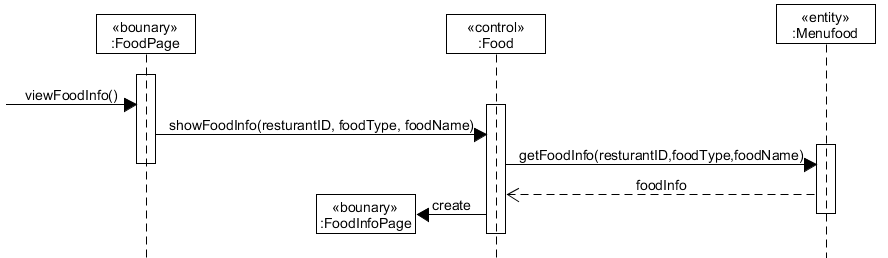 «bounary»
:FoodPage
«control»
:Food
«entity»
:Menufood
viewFoodInfo()
showFoodInfo(resturantID, foodType, foodName)
getFoodInfo(resturantID,foodType,foodName)
foodInfo
create
«bounary»
:FoodInfoPage